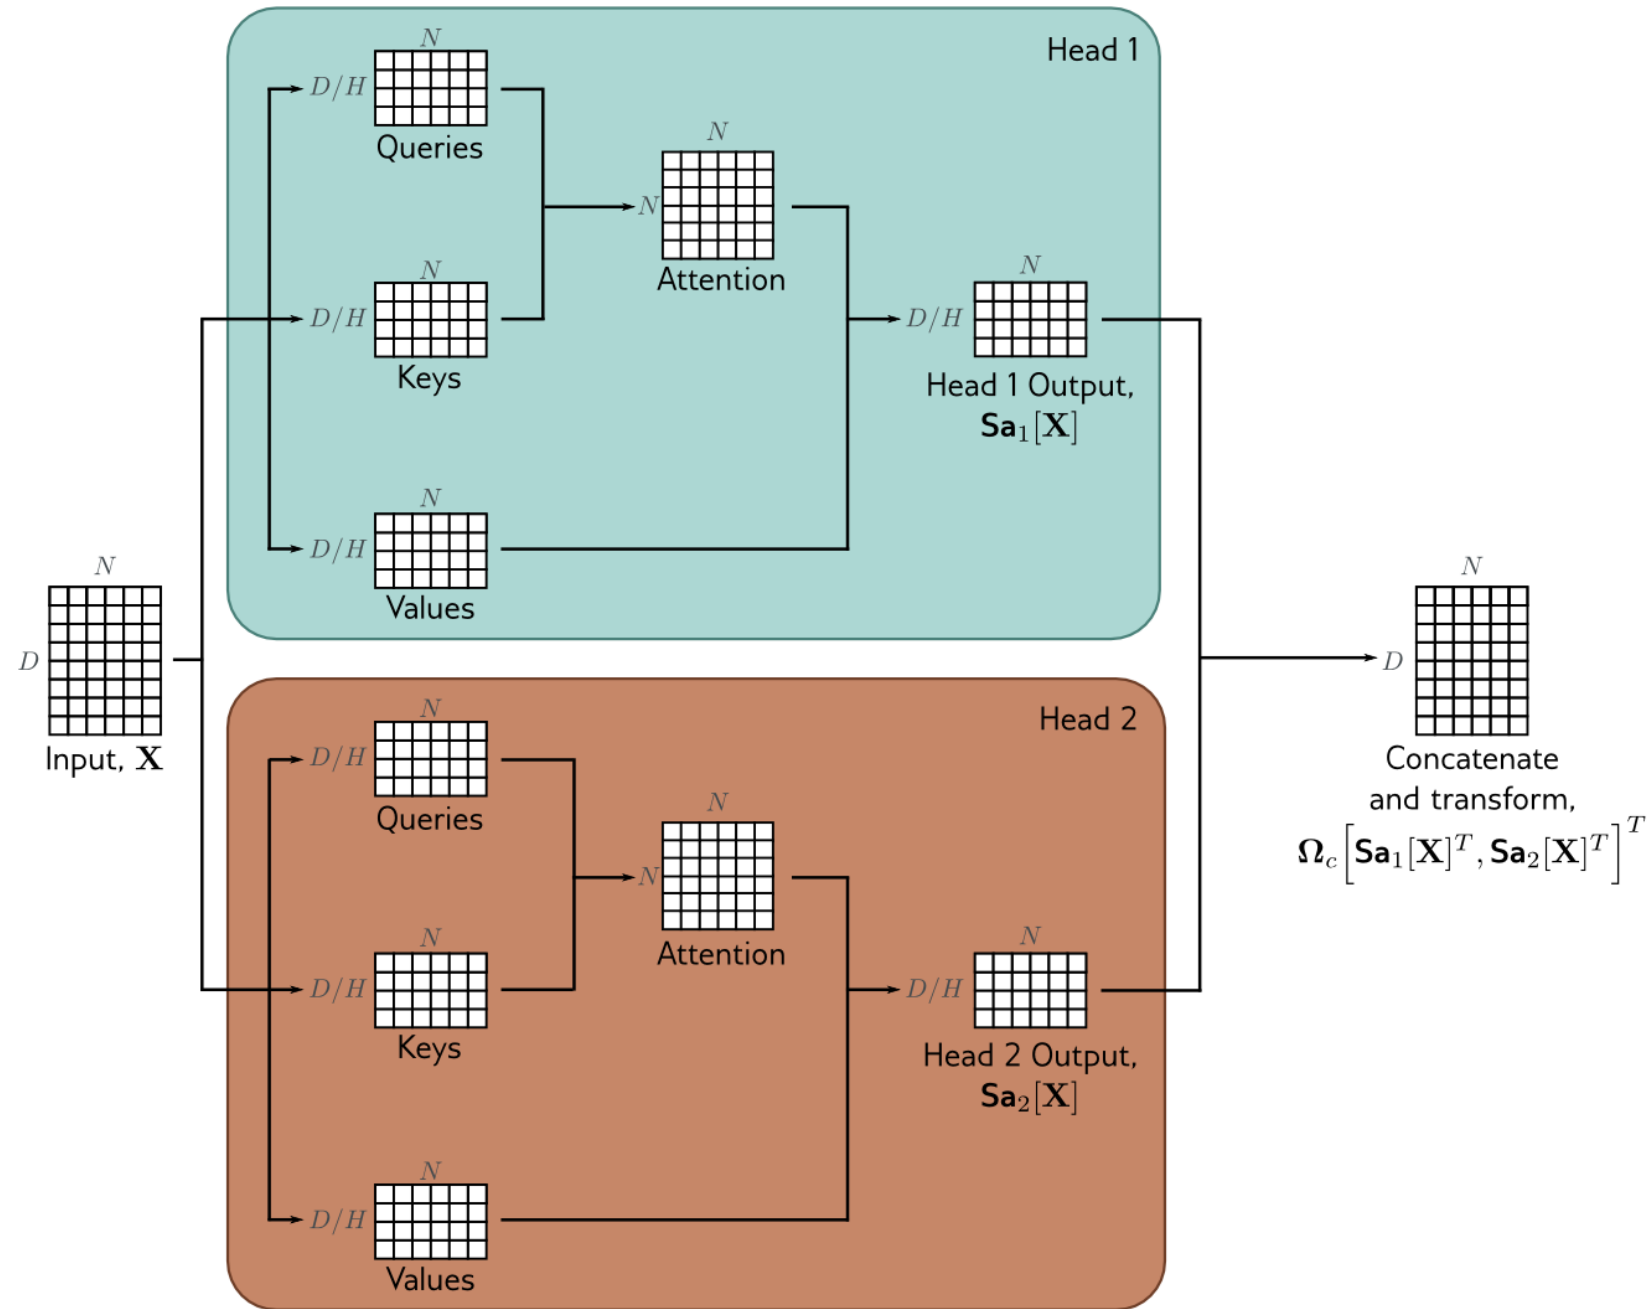 N
Head 1
D/H
Queries
N
N
Attention
N
D/H
Keys
N
D/H
Head 1 Output,
Sa₁[X]
N
D/H
Values
N
D
Input, X
N
Head 2
D/H
Queries
N
N
Attention
N
D/H
Keys
N
D/H
Head 2 Output,
Sa₂[X]
N
D/H
Values
N
D
Concatenate
and transform,
Ω_c[Sa₁[X]^T, Sa₂[X]^T]^T